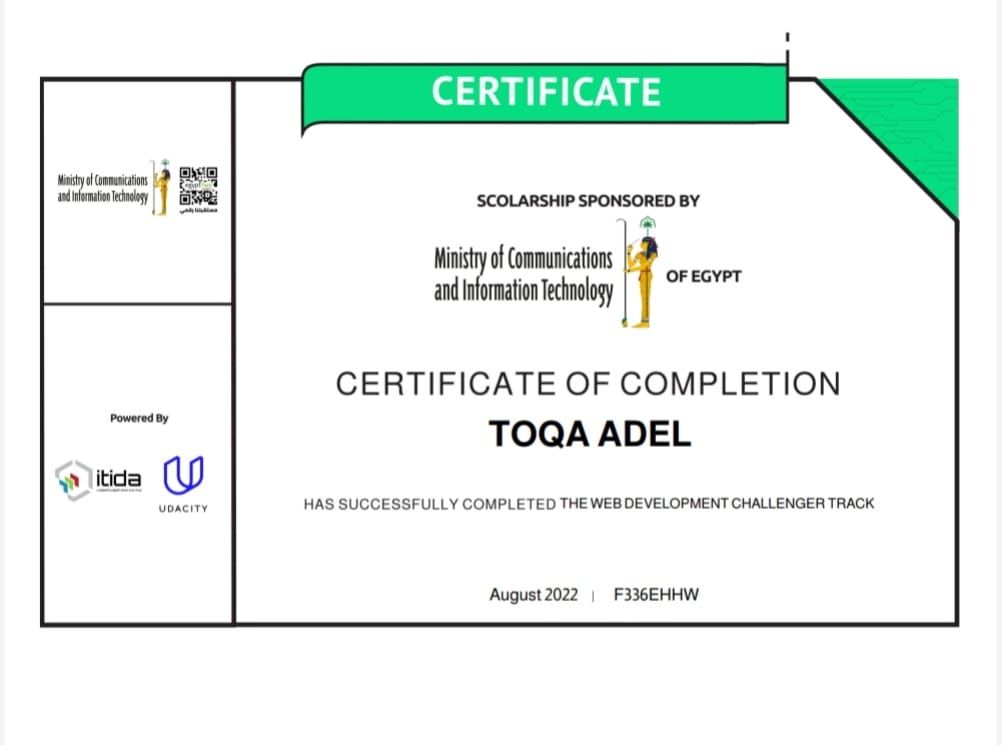 CERTIFICATE
Ministry of Communications
and Information Technology
مستقبلنا رقمي
SCOLARSHIP SPONSORED BY
Ministry of Communications
and Information Technology
OF EGYPT
CERTIFICATE OF COMPLETION
TOQA ADEL
HAS SUCCESSFULLY COMPLETED THE WEB DEVELOPMENT CHALLENGER TRACK
August 2022 | F336EHHW
Powered By
itida
UDACITY